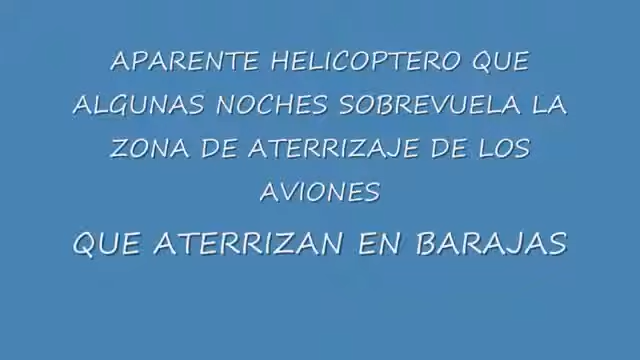 APARENTE HELICOPTERO QUE
ALGUNAS NOCHES SOBREVUELA LA
ZONA DE ATERRIZAJE DE LOS
AVIONES
QUE ATERRIZAN EN BARAJAS